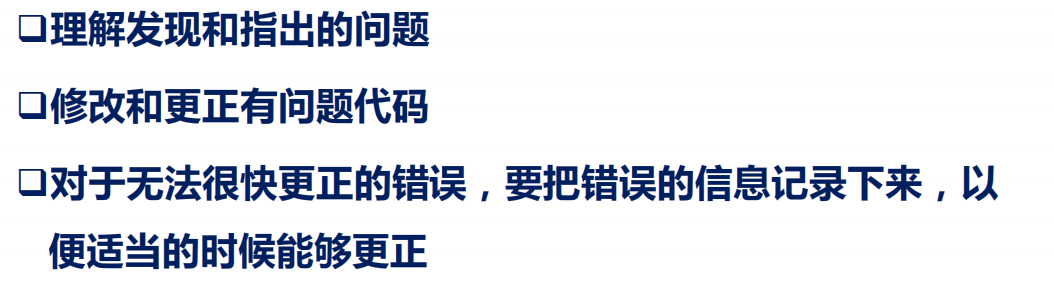 ❑理解发现和指出的问题
❑修改和更正有问题代码
❑对于无法很快更正的错误，要把错误的信息记录下来，以
便适当的时候能够更正